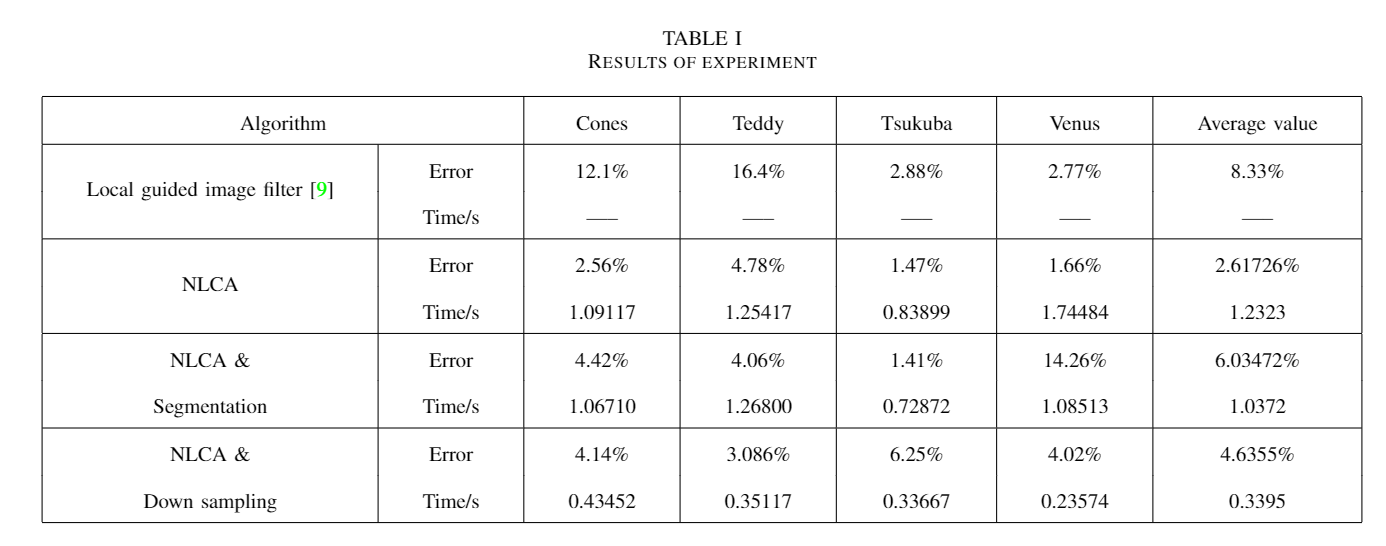 TABLE I
RESULTS OF EXPERIMENT
Algorithm Cones Teddy Tsukuba Venus Average value
Local guided image filter [9] Error 12.1% 16.4% 2.88% 2.77% 8.33%
Time/s — — — — —
NLCA Error 2.56% 4.78% 1.47% 1.66% 2.61726%
Time/s 1.09117 1.25417 0.83899 1.74484 1.2323
NLCA & Error 4.42% 4.06% 1.41% 14.26% 6.03472%
Segmentation Time/s 1.06710 1.26800 0.72872 1.08513 1.0372
NLCA & Error 4.14% 3.086% 6.25% 4.02% 4.6355%
Down sampling Time/s 0.43452 0.35117 0.33667 0.23574 0.3395